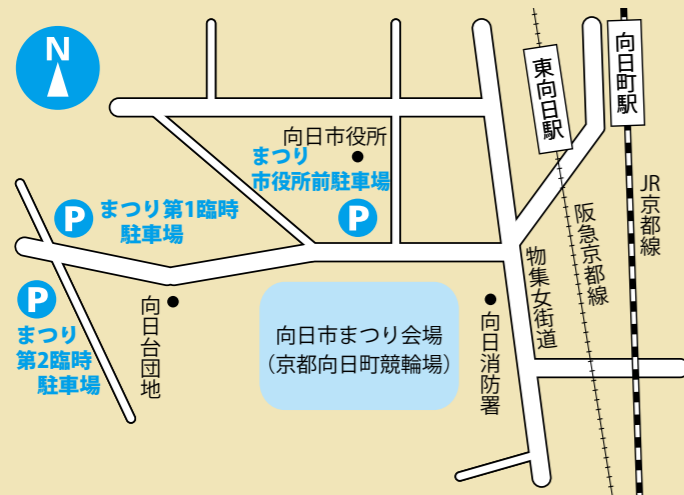 N
向日町駅
東向日駅
向日市役所
まつり
市役所前駐車場
P
P
まつり第1臨時
駐車場
JR京都線
阪急京都線
物集女街道
P
まつり
第2臨時
駐車場
向日台団地
向日市まつり会場
（京都向日町競輪場）
向日消防署